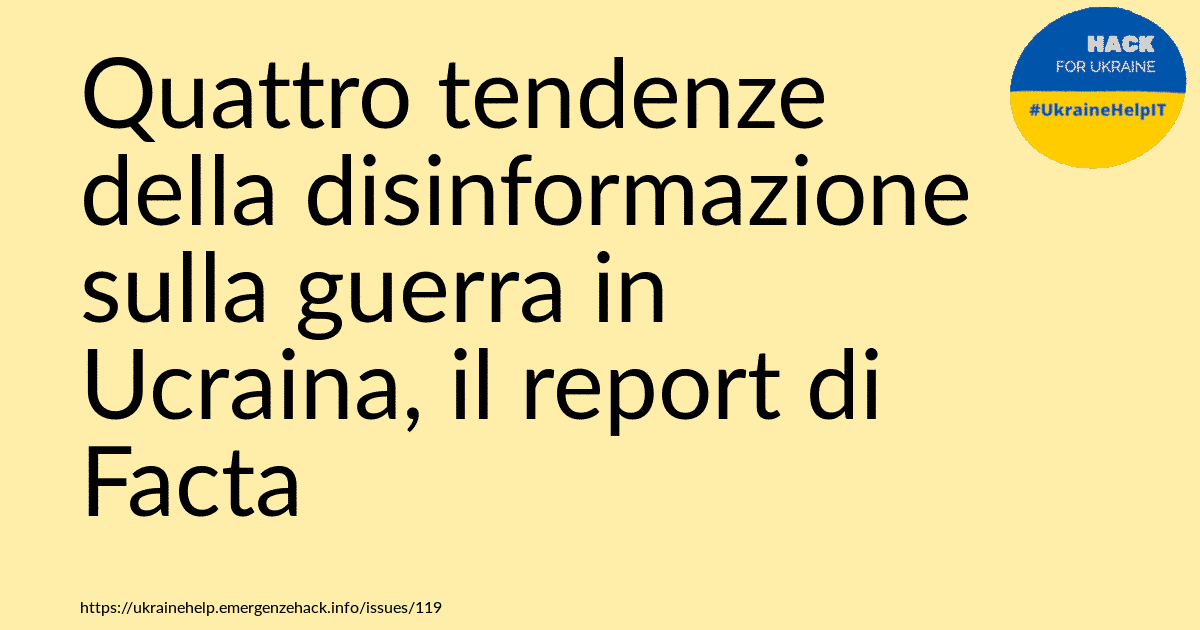 Quattro tendenze
della disinformazione
sulla guerra in
Ucraina, il report di
Facta
HACK
FOR UKRAINE
#UkraineHelpIT
https://ukrainehelp.emergenzehack.info/issues/119